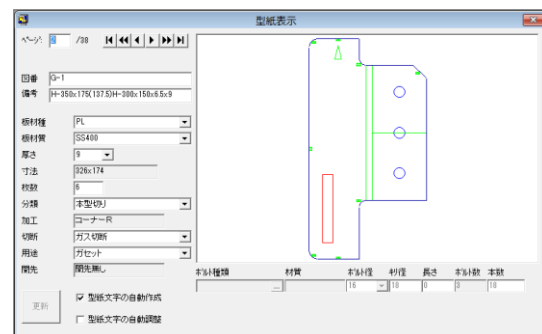 型紙表示
ページ: /38
図番 G-1
備考 H-350x175(137.5)H-300x150x6.5x9
板材種 PL
板材質 SS400
厚さ 9
寸法 326x174
枚数 6
分類 本型切り
加工 コーナーR
切断 ガス切断
用途 ガセット
開先 開先無し
更新
型紙文字の自動作成
型紙文字の自動調整
ボルト種類 材質 ボルト径 キリ径 長さ ボルト数 本数
... 16 18 0 3 18